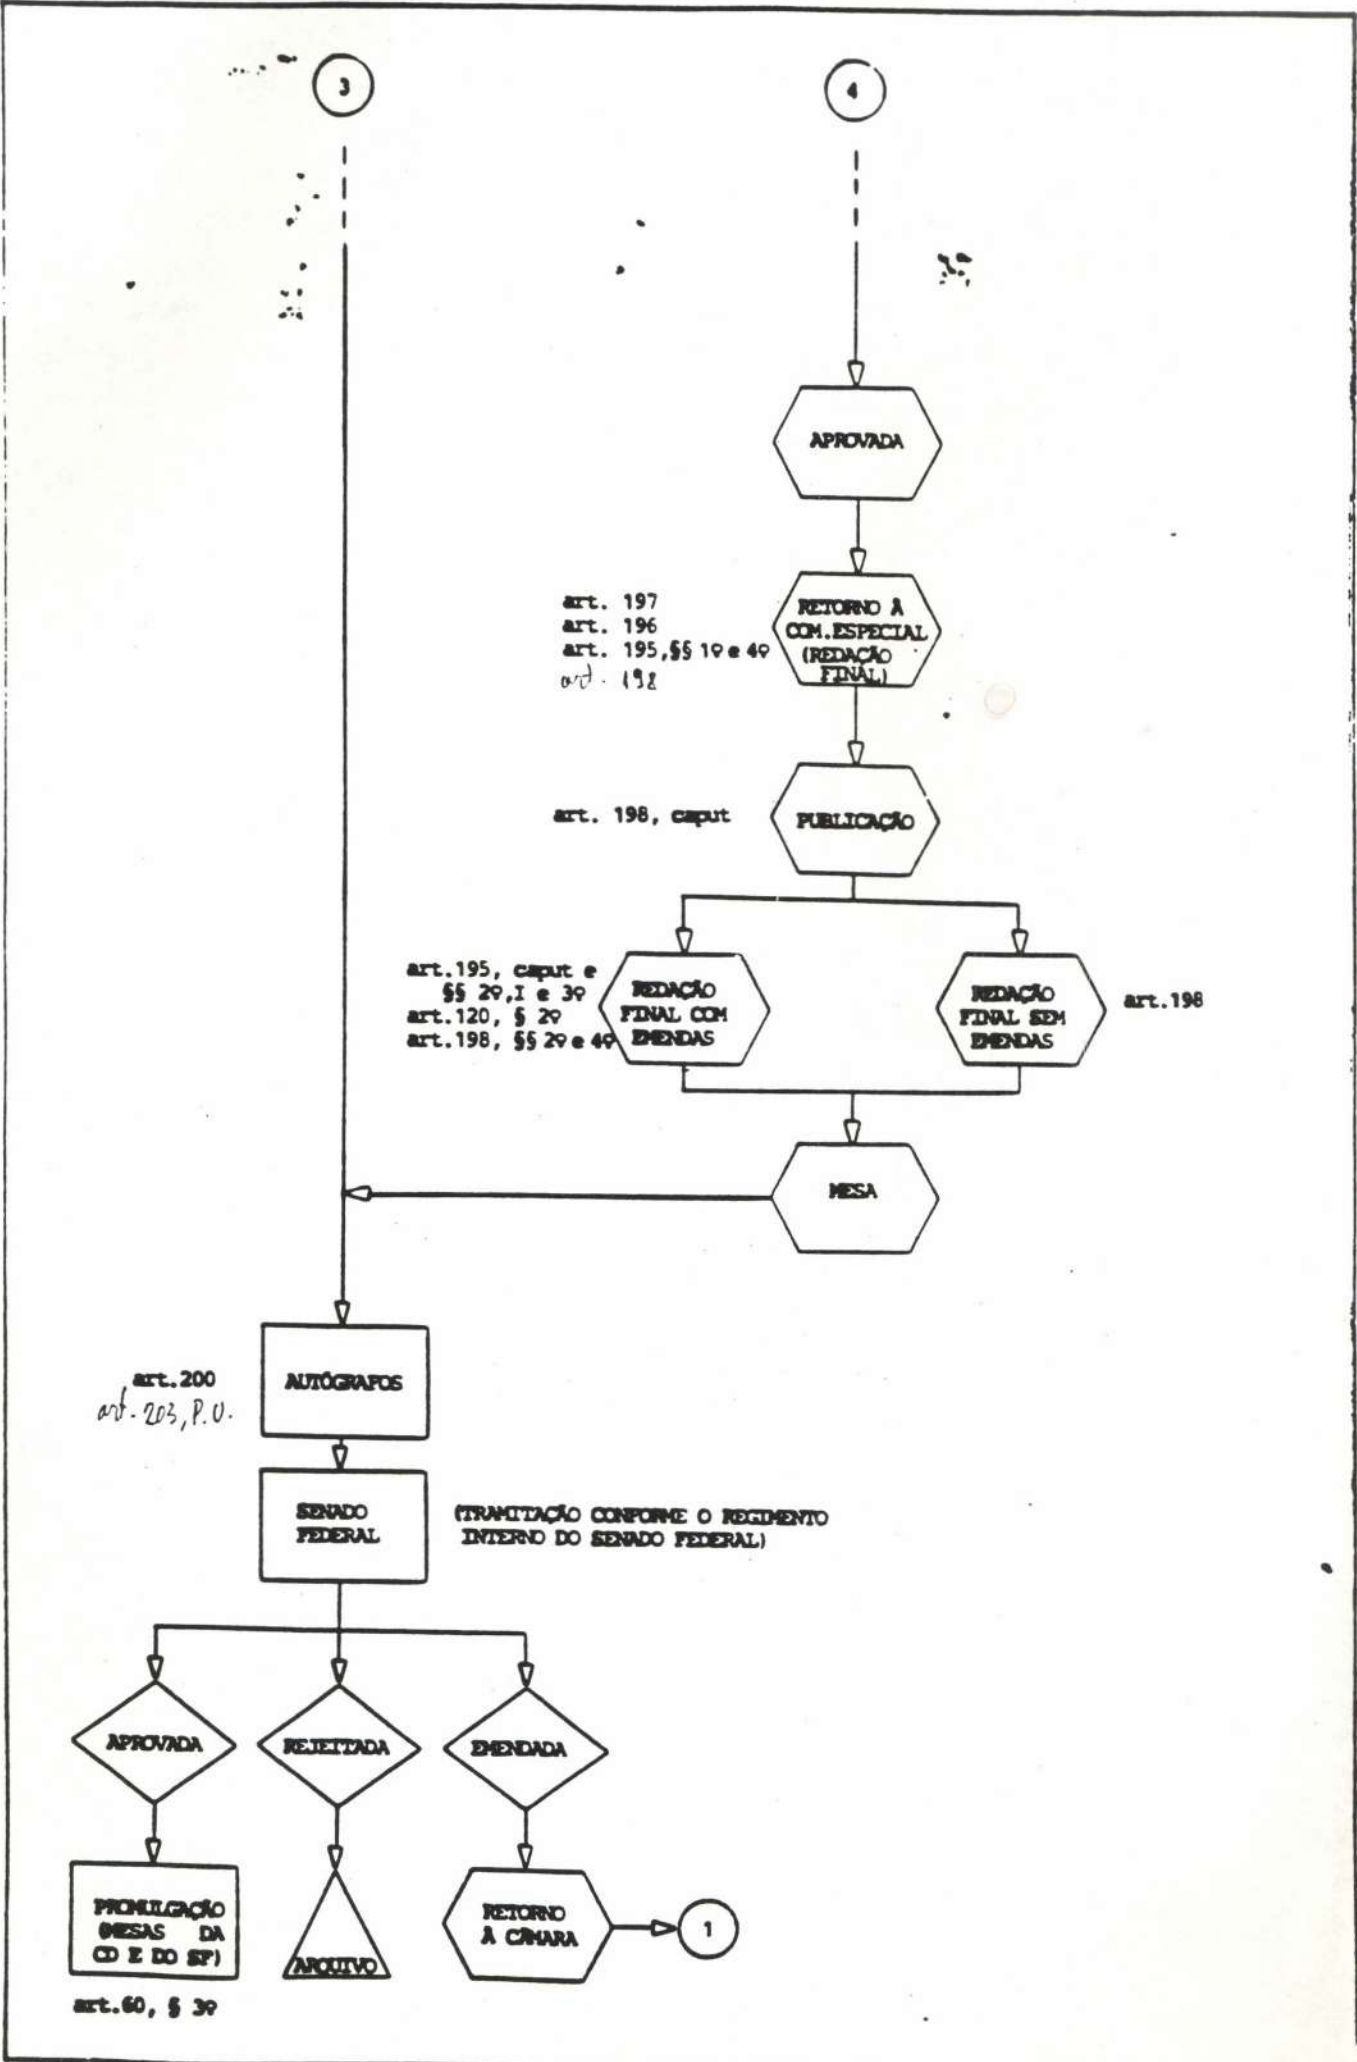 3
4
APROVADA
art. 197
art. 196
art. 195,§§ 1º e 4º
art. 198
RETORNO À
COM.ESPECIAL
(REDAÇÃO
FINAL)
art. 198, caput
PUBLICAÇÃO
art.195, caput e
§§ 2º,I e 3º
art.120, § 2º
art.198, §§ 2º e 4º
REDAÇÃO
FINAL COM
EMENDAS
REDAÇÃO
FINAL SEM
EMENDAS
art.198
MESA
art.200
art. 203, P.U.
AUTÓGRAFOS
SENADO
FEDERAL
(TRAMITAÇÃO CONFORME O REGIMENTO
INTERNO DO SENADO FEDERAL)
APROVADA
REJEITADA
EMENDADA
PROMULGAÇÃO
(MESAS DA
CD E DO SF)
ARQUIVO
RETORNO
À CÂMARA
1
art.60, § 3º